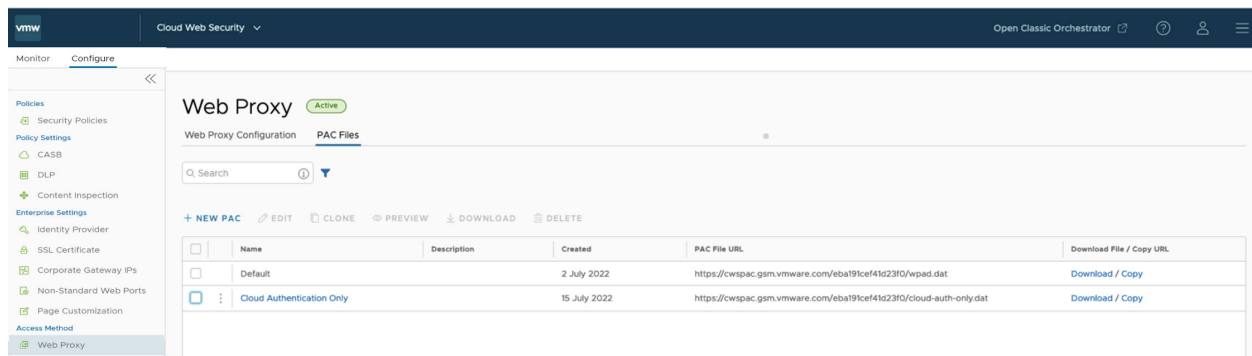 vmw
Cloud Web Security
Open Classic Orchestrator
Monitor Configure
Policies
Security Policies
Policy Settings
CASB
DLP
Content Inspection
Enterprise Settings
Identity Provider
SSL Certificate
Corporate Gateway IPs
Non-Standard Web Ports
Page Customization
Access Method
Web Proxy
Web Proxy Active
Web Proxy Configuration PAC Files
Search
+ NEW PAC EDIT CLONE PREVIEW DOWNLOAD DELETE
Name Description Created PAC File URL Download File / Copy URL
Default 2 July 2022 https://cwspac.gsm.vmware.com/eba191cef41d23f0/wpad.dat Download / Copy
Cloud Authentication Only 15 July 2022 https://cwspac.gsm.vmware.com/eba191cef41d23f0/cloud-auth-only.dat Download / Copy